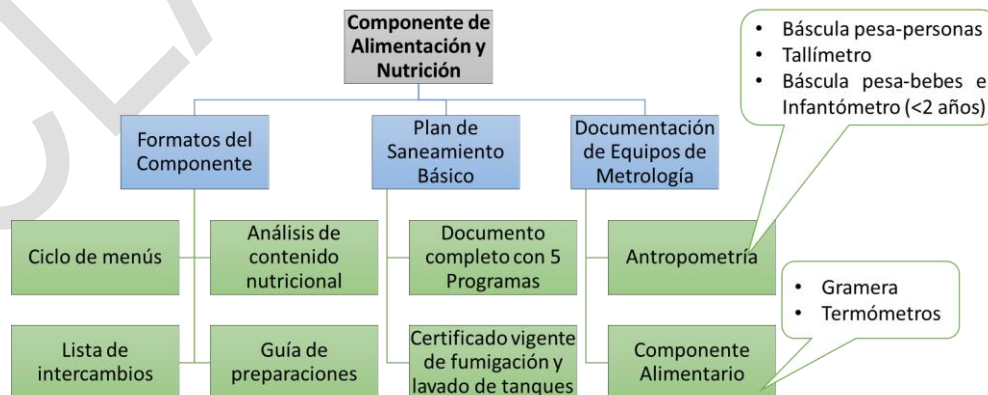 Componente de
Alimentación y
Nutrición
• Báscula pesa-personas
• Tallímetro
• Báscula pesa-bebes e
Infantómetro (<2 años)
Formatos del
Componente
Plan de
Saneamiento
Básico
Documentación
de Equipos de
Metrología
Ciclo de menús
Análisis de
contenido
nutricional
Documento
completo con 5
Programas
Antropometría
• Gramera
• Termómetros
Lista de
intercambios
Guía de
preparaciones
Certificado vigente
de fumigación y
lavado de tanques
Componente
Alimentario